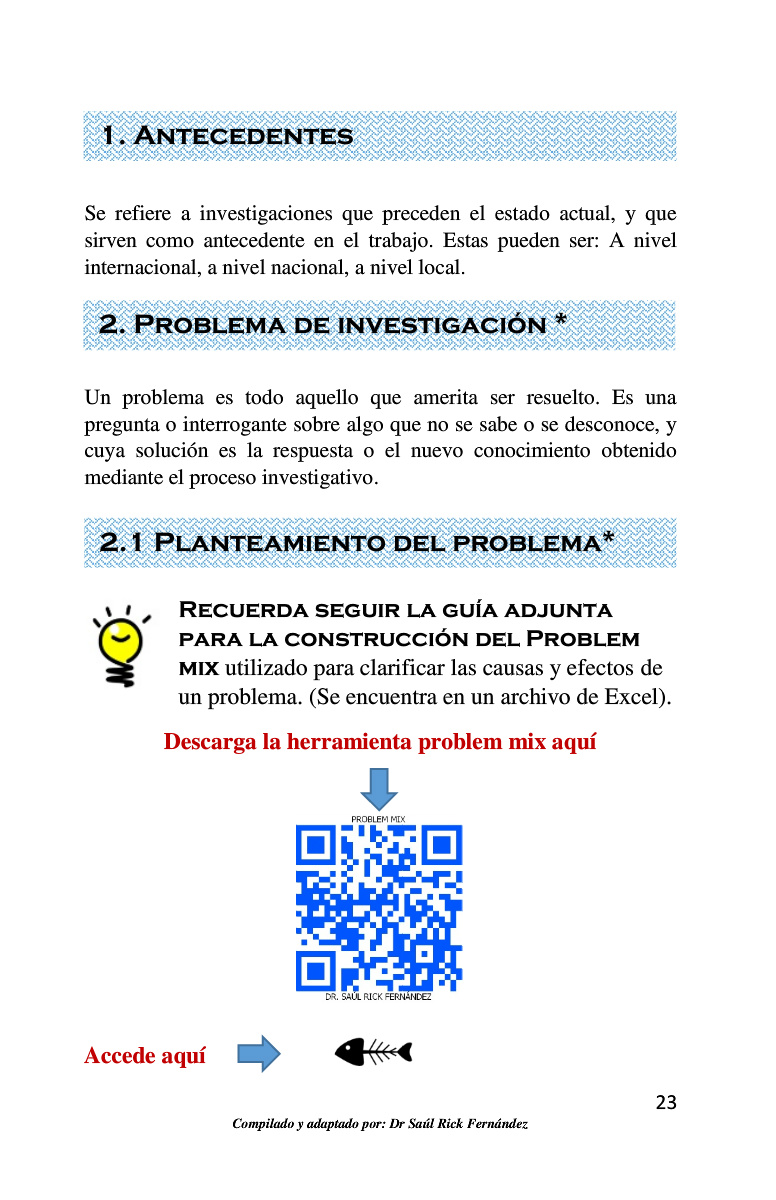 1. Antecedentes
Se refiere a investigaciones que preceden el estado actual, y que
sirven como antecedente en el trabajo. Estas pueden ser: A nivel
internacional, a nivel nacional, a nivel local.
2. Problema de investigación *
Un problema es todo aquello que amerita ser resuelto. Es una
pregunta o interrogante sobre algo que no se sabe o se desconoce, y
cuya solución es la respuesta o el nuevo conocimiento obtenido
mediante el proceso investigativo.
2.1 Planteamiento del problema*
Recuerda seguir la guía adjunta
para la construcción del Problem
mix utilizado para clarificar las causas y efectos de
un problema. (Se encuentra en un archivo de Excel).
Descarga la herramienta problem mix aquí
PROBLEM MIX
DR. SAÚL RICK FERNÁNDEZ
Accede aquí
23
Compilado y adaptado por: Dr Saúl Rick Fernández